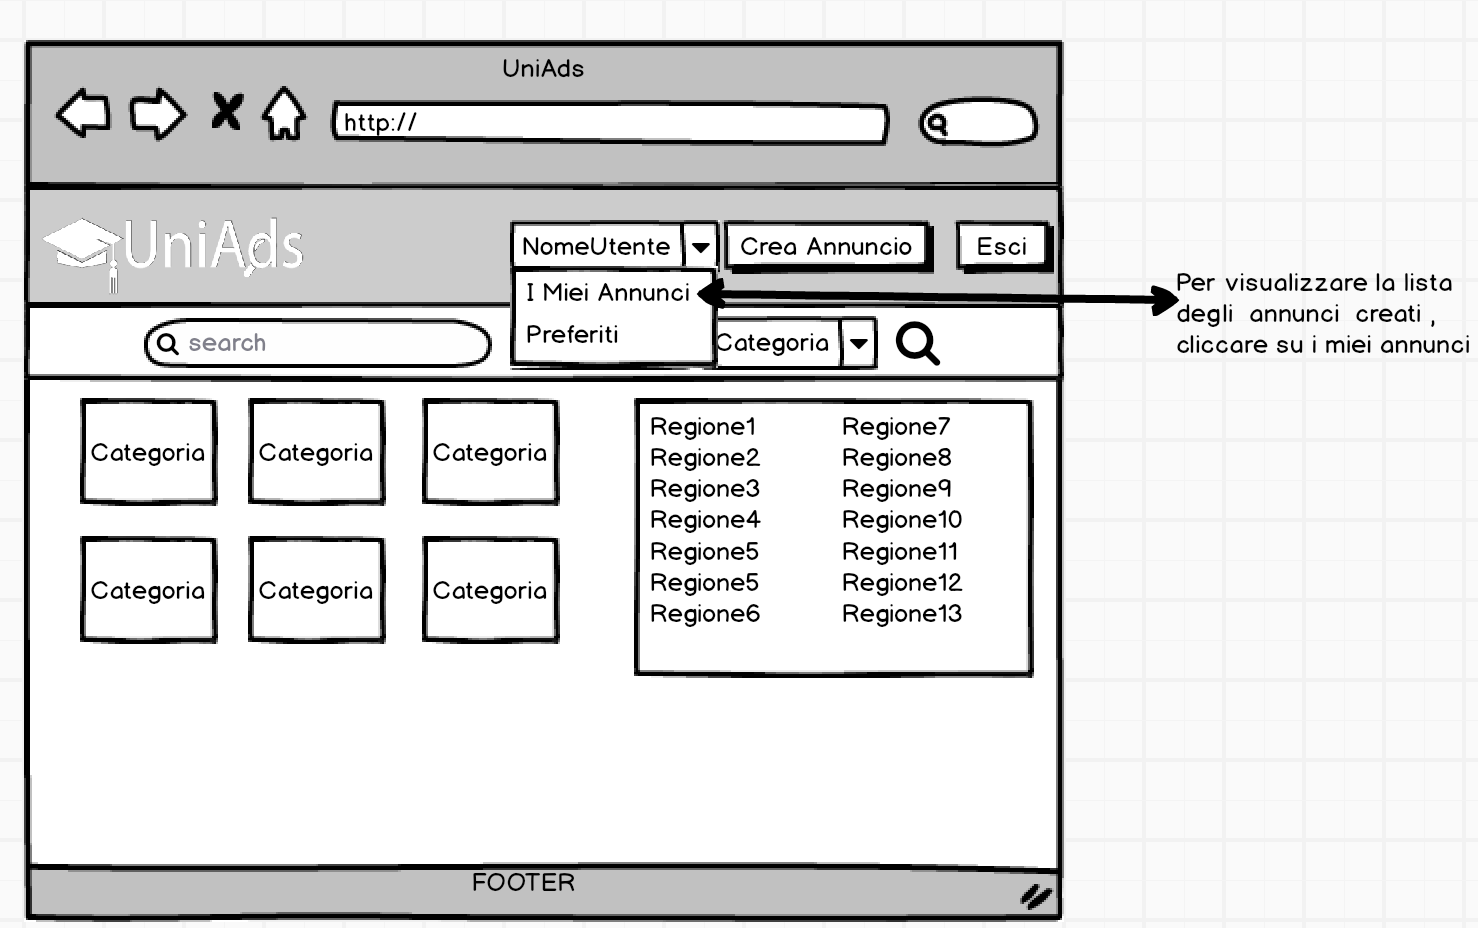 UniAds
http://
UniAds
NomeUtente
Crea Annuncio
Esci
I Miei Annunci
Preferiti
Per visualizzare la lista
degli annunci creati ,
cliccare su i miei annunci
search
Categoria
Categoria Categoria Categoria
Categoria Categoria Categoria
Regione1 Regione7
Regione2 Regione8
Regione3 Regione9
Regione4 Regione10
Regione5 Regione11
Regione5 Regione12
Regione6 Regione13
FOOTER